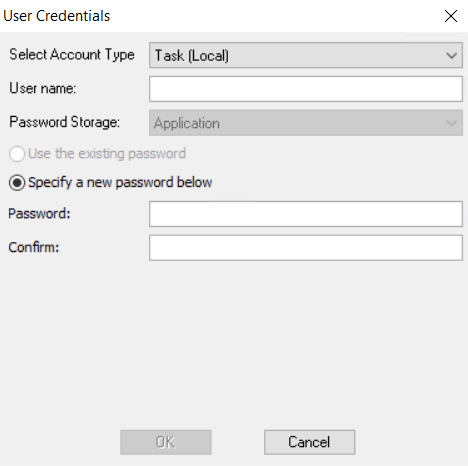 User Credentials
Select Account Type Task (Local)
User name:
Password Storage: Application
Use the existing password
Specify a new password below
Password:
Confirm:
OK Cancel